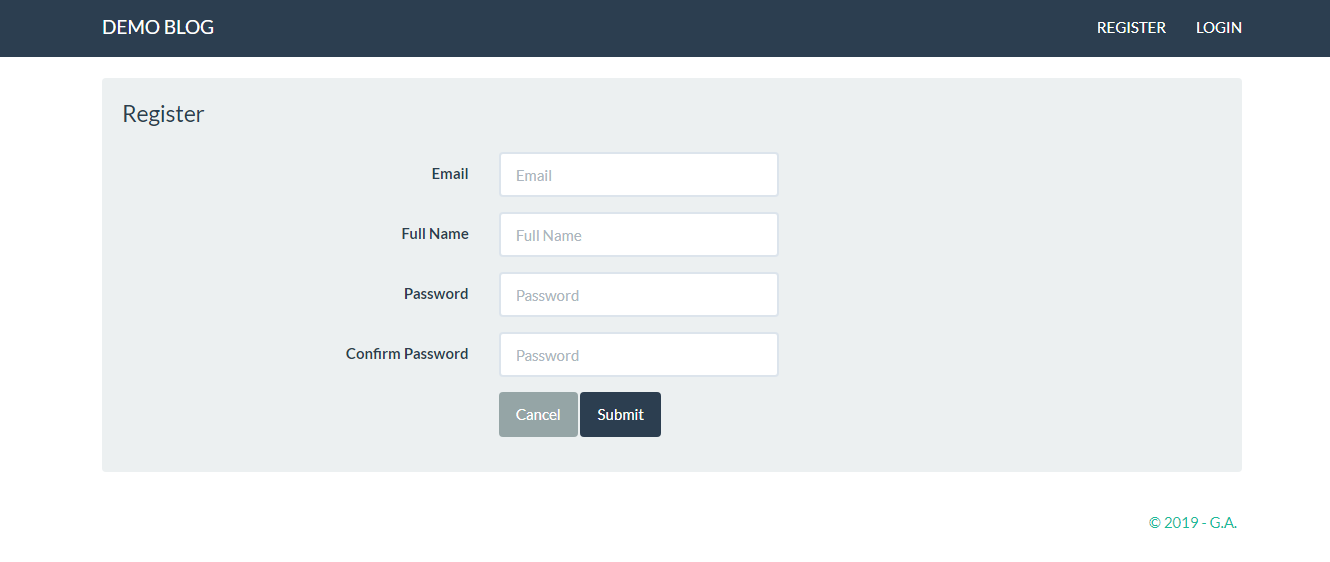 DEMO BLOG REGISTER LOGIN
Register
Email Email
Full Name Full Name
Password Password
Confirm Password Password
Cancel Submit
© 2019 - G.A.